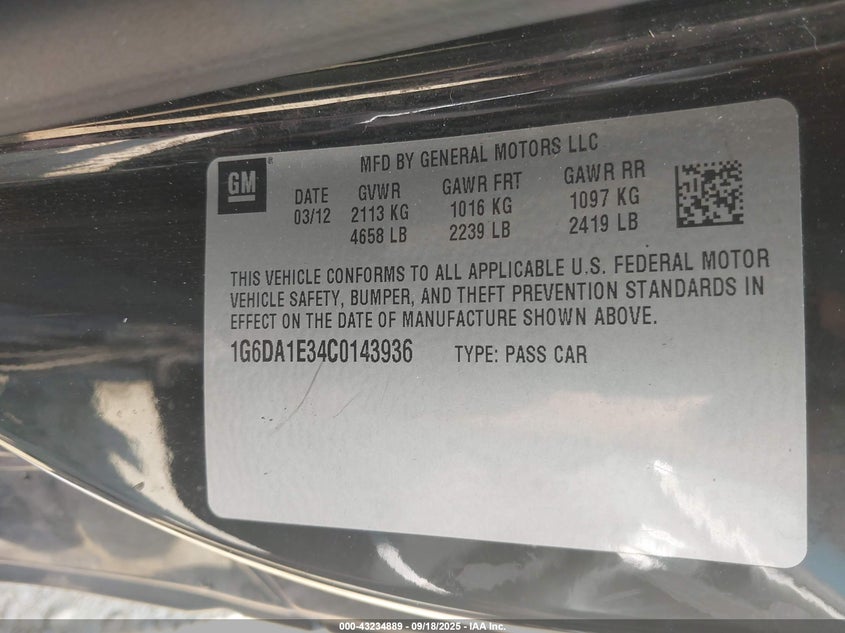 MFD BY GENERAL MOTORS LLC
GM®
DATE GVWR GAWR FRT GAWR RR
03/12 2113 KG 1016 KG 1097 KG
4658 LB 2239 LB 2419 LB
THIS VEHICLE CONFORMS TO ALL APPLICABLE U.S. FEDERAL MOTOR
VEHICLE SAFETY, BUMPER, AND THEFT PREVENTION STANDARDS IN
EFFECT ON THE DATE OF MANUFACTURE SHOWN ABOVE.
1G6DA1E34C0143936 TYPE: PASS CAR
000-43234889 - 09/18/2025 - IAA Inc.